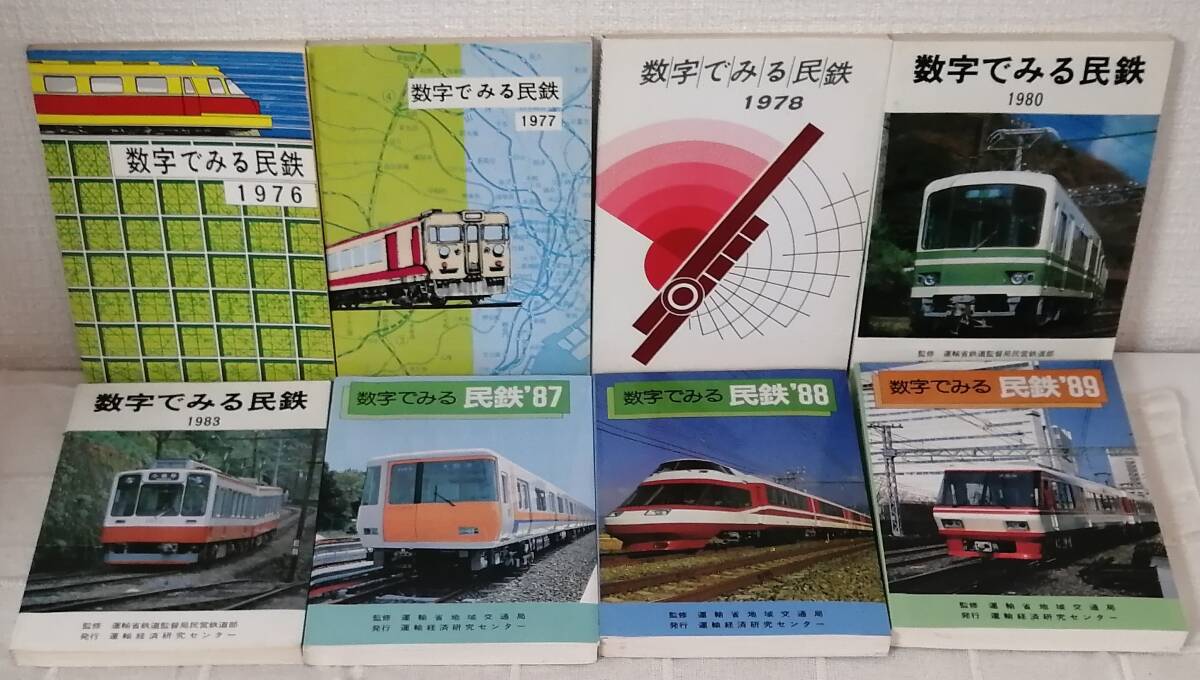 数字でみる民鉄
1976
数字でみる民鉄
1977
数字でみる民鉄
1978
数字でみる民鉄
1980
監修 運輸省鉄道監督局民営鉄道部
数字でみる民鉄
1983
監修 運輸省鉄道監督局民営鉄道部
発行 運輸経済研究センター
数字でみる 民鉄'87
監修 運輸省地域交通局
発行 運輸経済研究センター
数字でみる 民鉄'88
監修 運輸省地域交通局
発行 運輸経済研究センター
数字でみる 民鉄'89
監修 運輸省地域交通局
発行 運輸経済研究センター